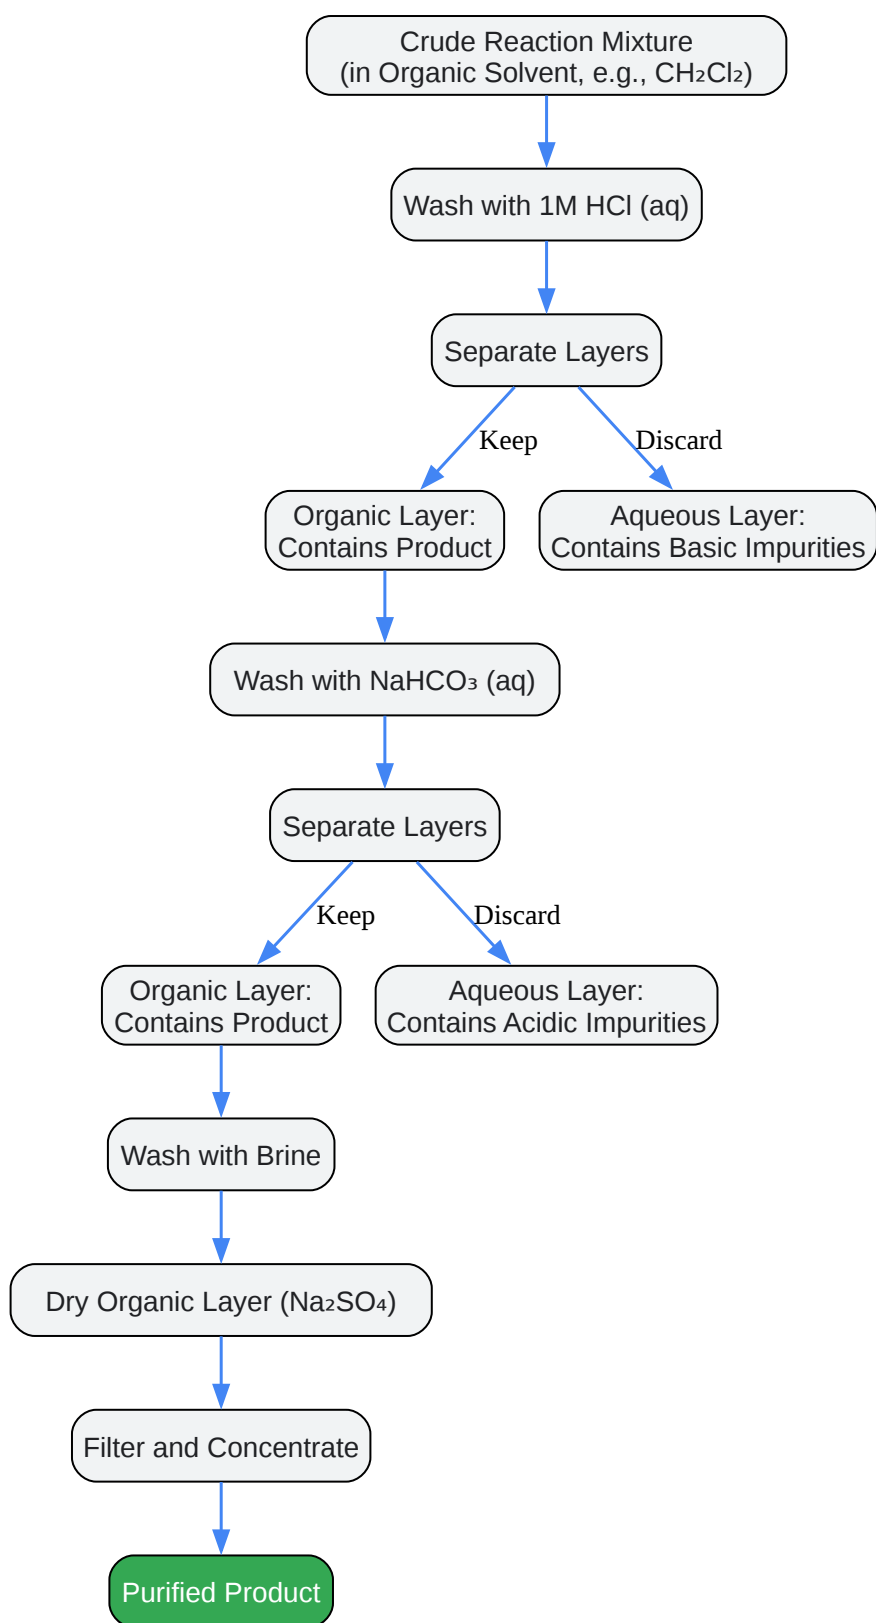 Crude Reaction Mixture
(in Organic Solvent, e.g., CH₂Cl₂)
Wash with 1M HCl (aq)
Separate Layers
Keep
Discard
Organic Layer:
Contains Product
Aqueous Layer:
Contains Basic Impurities
Wash with NaHCO₃ (aq)
Separate Layers
Keep
Discard
Organic Layer:
Contains Product
Aqueous Layer:
Contains Acidic Impurities
Wash with Brine
Dry Organic Layer (Na₂SO₄)
Filter and Concentrate
Purified Product